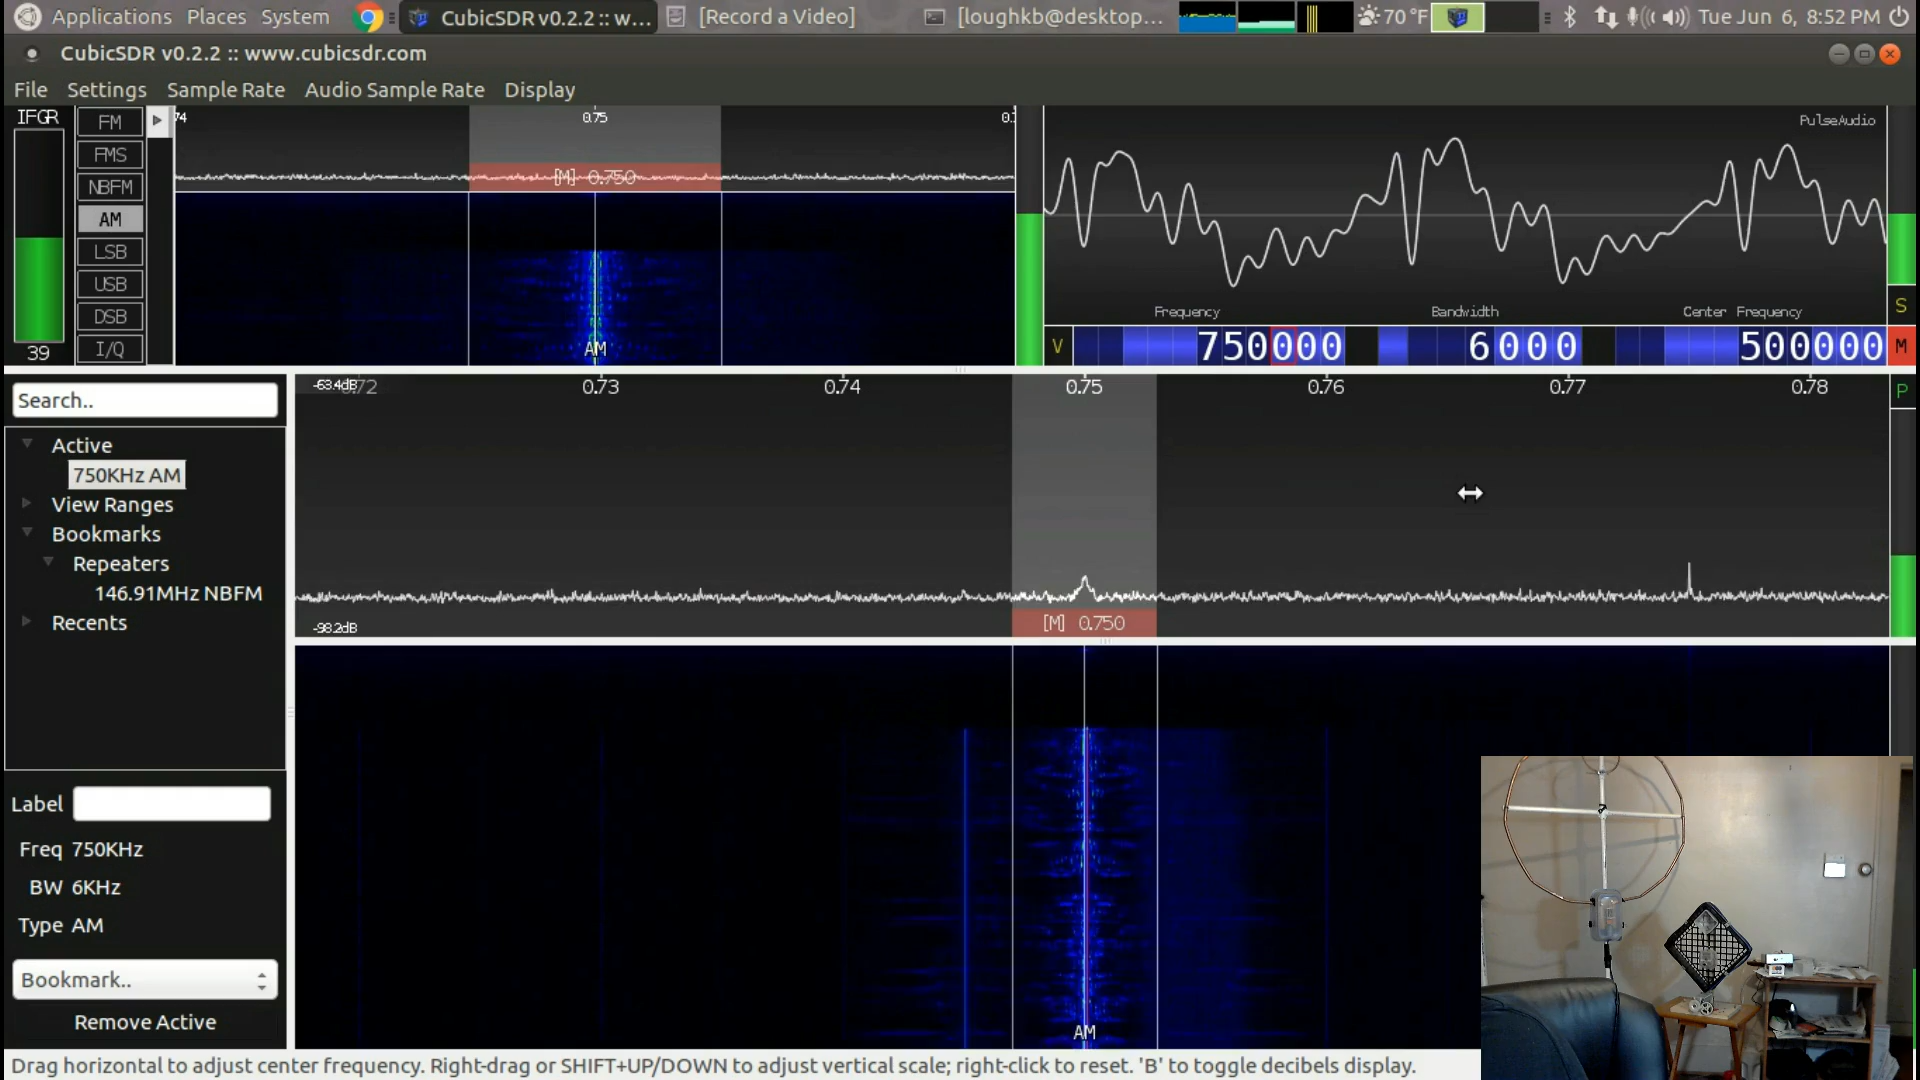 Applications Places System CubicSDR v0.2.2 :: w... [Record a Video] [loughkb@desktop... 70 °F Tue Jun 6, 8:52 PM
CubicSDR v0.2.2 :: www.cubicsdr.com
File Settings Sample Rate Audio Sample Rate Display
IFGR
FM
FMS
NBFM
AM
LSB
USB
DSB
I/Q
39
74 0.75 0.
[M] 0.750
AM
PulseAudio
Frequency Bandwidth Center Frequency
V 750000 6000 500000 M
S
P
Search..
Active
750KHz AM
View Ranges
Bookmarks
Repeaters
146.91MHz NBFM
Recents
Label
Freq 750KHz
BW 6KHz
Type AM
Bookmark..
Remove Active
-63.4dB 72 0.73 0.74 0.75 0.76 0.77 0.78
-98.2dB
[M] 0.750
AM
Drag horizontal to adjust center frequency. Right-drag or SHIFT+UP/DOWN to adjust vertical scale; right-click to reset. 'B' to toggle decibels display.